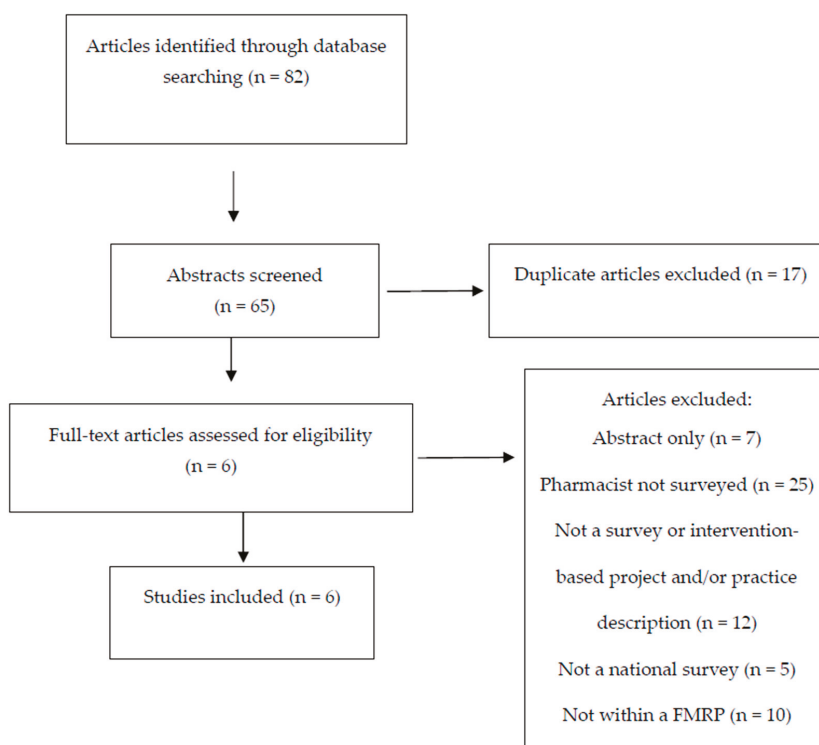 Articles identified through database
searching (n = 82)
Abstracts screened
(n = 65)
Duplicate articles excluded (n = 17)
Full-text articles assessed for eligibility
(n = 6)
Articles excluded:
Abstract only (n = 7)
Pharmacist not surveyed (n = 25)
Not a survey or intervention-
based project and/or practice
description (n = 12)
Not a national survey (n = 5)
Not within a FMRP (n = 10)
Studies included (n = 6)